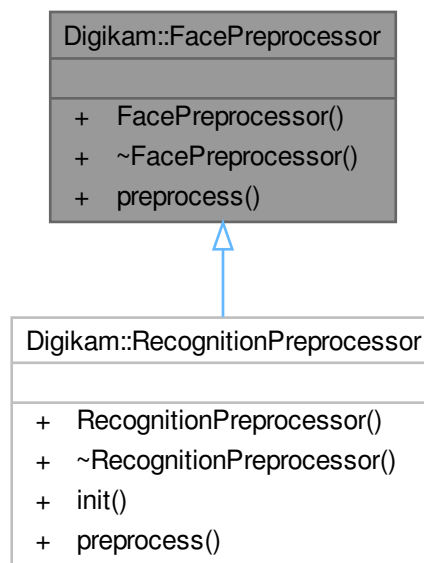 Digikam::FacePreprocessor
+ FacePreprocessor()
+ ~FacePreprocessor()
+ preprocess()
Digikam::RecognitionPreprocessor
+ RecognitionPreprocessor()
+ ~RecognitionPreprocessor()
+ init()
+ preprocess()